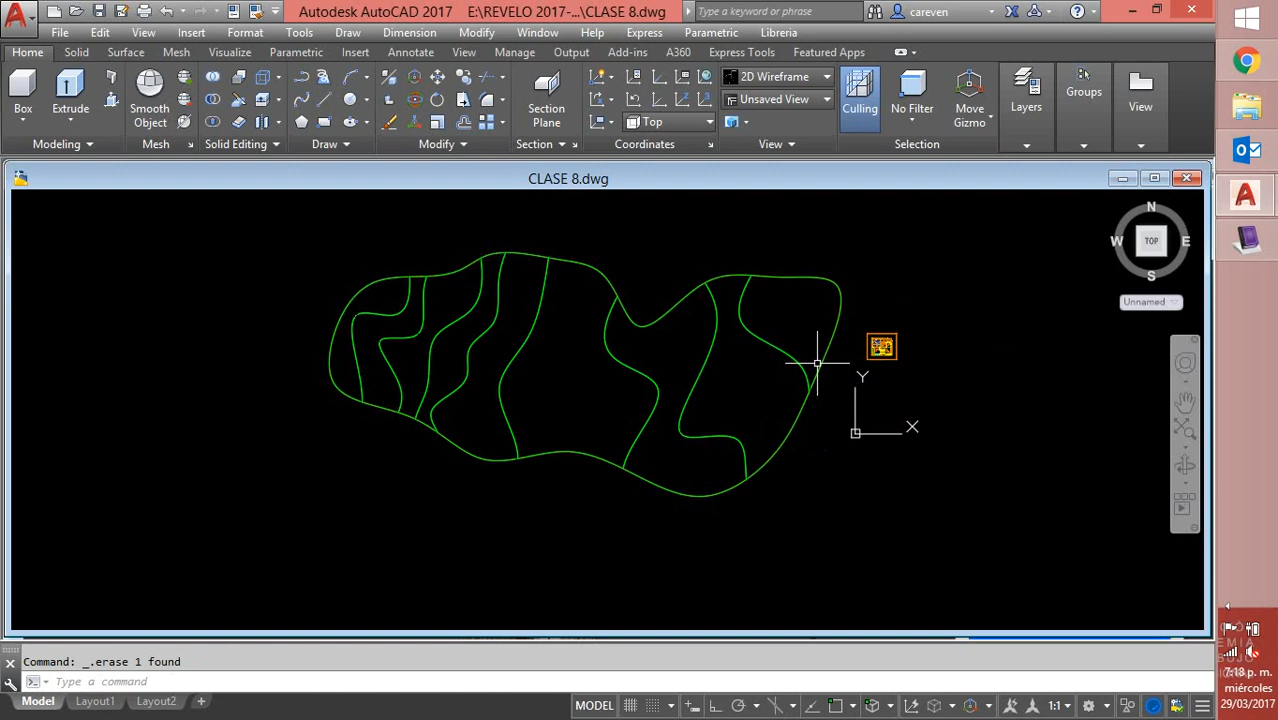 Autodesk AutoCAD 2017 E:\REVELO 2017-...\CLASE 8.dwg
Type a keyword or phrase
careven
File Edit View Insert Format Tools Draw Dimension Modify Window Help Express Parametric Libreria
Home Solid Surface Mesh Visualize Parametric Insert Annotate View Manage Output Add-ins A360 Express Tools Featured Apps
Box
Extrude
Smooth
Object
Section
Plane
2D Wireframe
Unsaved View
Top
Culling
No Filter
Move
Gizmo
Layers
Groups
View
Modeling
Mesh
Solid Editing
Draw
Modify
Section
Coordinates
View
Selection
CLASE 8.dwg
N
W
TOP
E
S
Unnamed
Y
X
Command: _.erase 1 found
Type a command
Model Layout1 Layout2
MODEL
1:1
7:18 p. m.
miércoles
29/03/2017